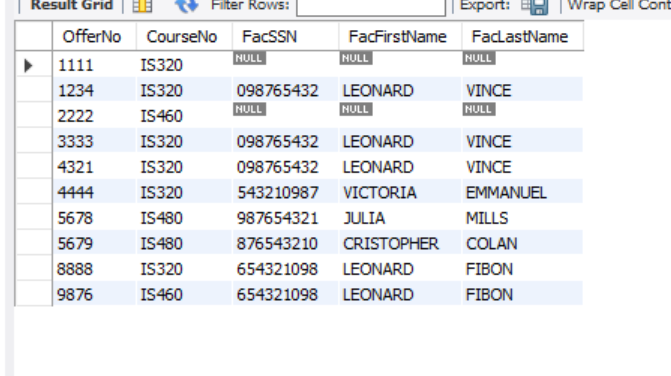 Result Grid Filter Rows: Export: Wrap Cell Cont
OfferNo CourseNo FacSSN FacFirstName FacLastName
1111 IS320 NULL NULL NULL
1234 IS320 098765432 LEONARD VINCE
2222 IS460 NULL NULL NULL
3333 IS320 098765432 LEONARD VINCE
4321 IS320 098765432 LEONARD VINCE
4444 IS320 543210987 VICTORIA EMMANUEL
5678 IS480 987654321 JULIA MILLS
5679 IS480 876543210 CRISTOPHER COLAN
8888 IS320 654321098 LEONARD FIBON
9876 IS460 654321098 LEONARD FIBON